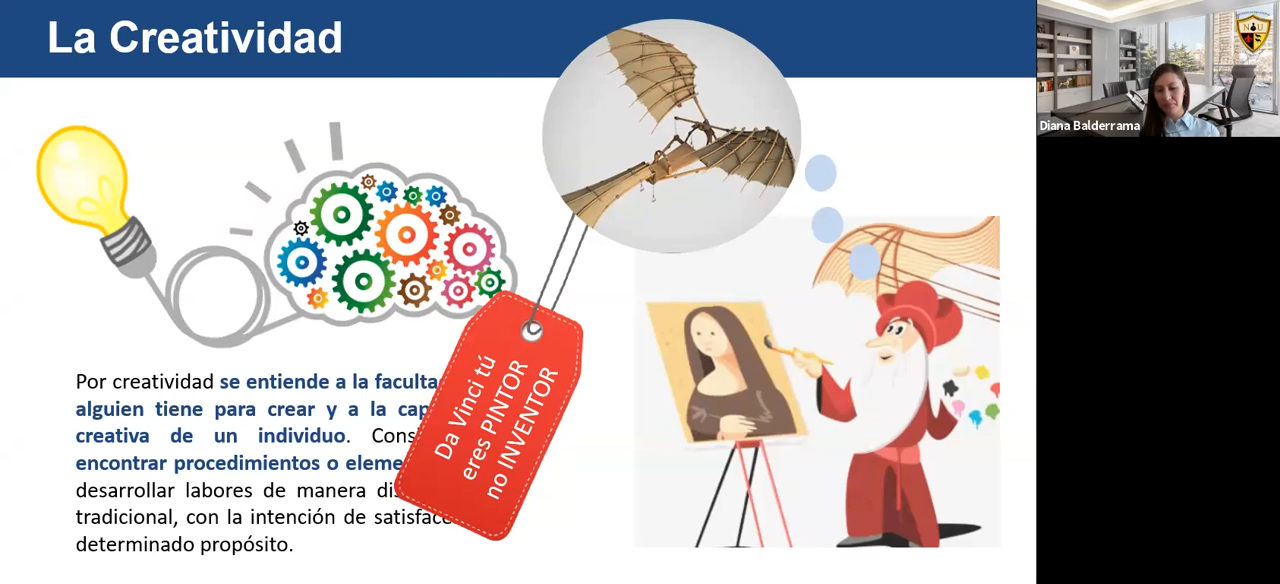 La Creatividad
Diana Balderrama
NU
Por creatividad se entiende a la faculta
alguien tiene para crear y a la cap
creativa de un individuo. Cons
encontrar procedimientos o eleme
desarrollar labores de manera dis
tradicional, con la intención de satisface
determinado propósito.
Da Vinci tú
eres PINTOR
no INVENTOR